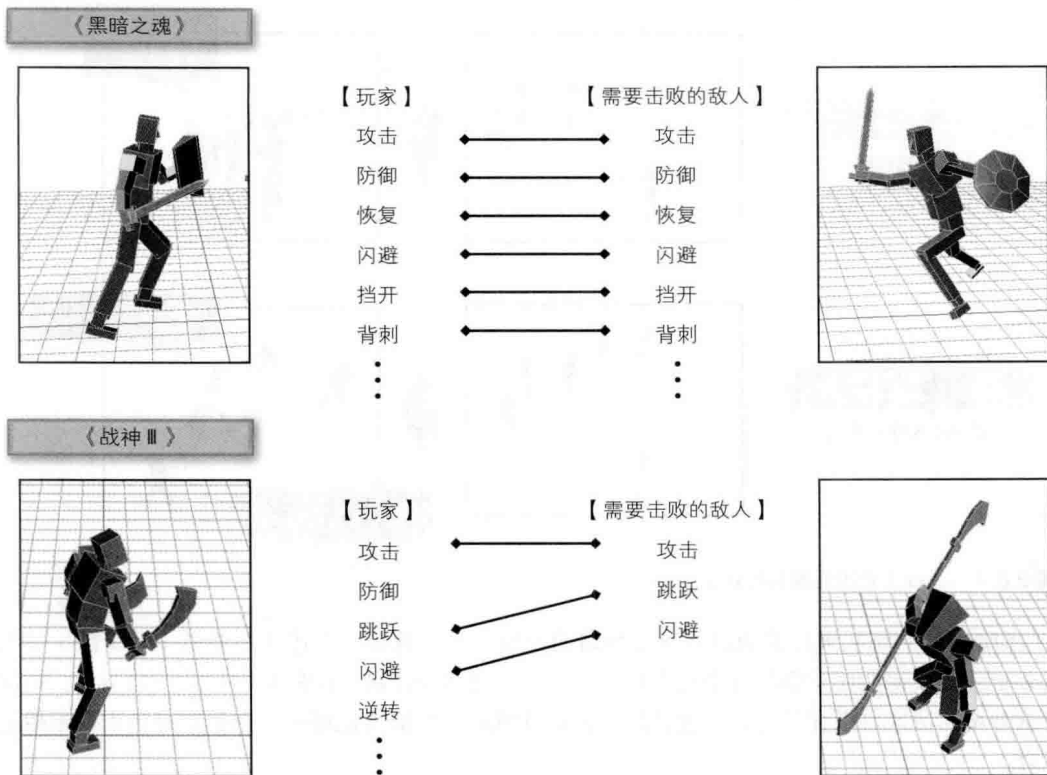 《黑暗之魂》
【玩家】 【需要击败的敌人】
攻击 攻击
防御 防御
恢复 恢复
闪避 闪避
挡开 挡开
背刺 背刺
《战神Ⅲ》
【玩家】 【需要击败的敌人】
攻击 攻击
防御 跳跃
跳跃 闪避
闪避
逆转